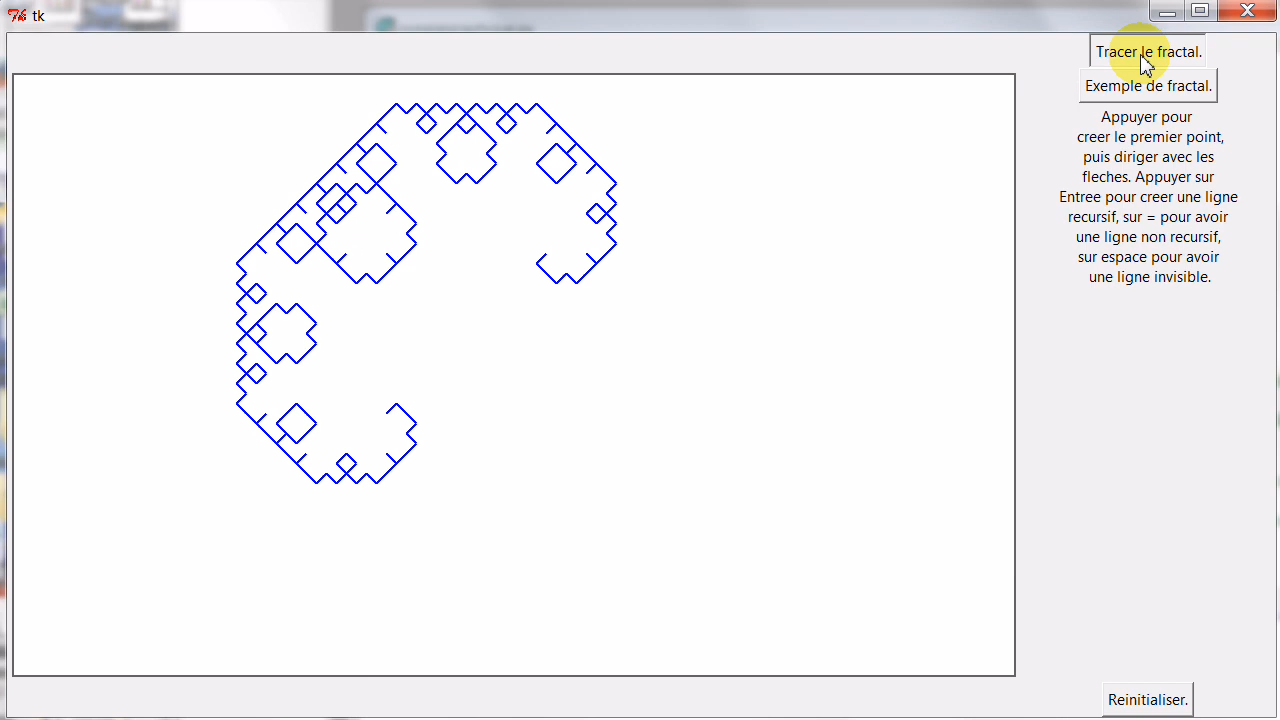 tk
Tracer le fractal.
Exemple de fractal.
Appuyer pour
creer le premier point,
puis diriger avec les
fleches. Appuyer sur
Entree pour creer une ligne
recursif, sur = pour avoir
une ligne non recursif,
sur espace pour avoir
une ligne invisible.
Reinitialiser.